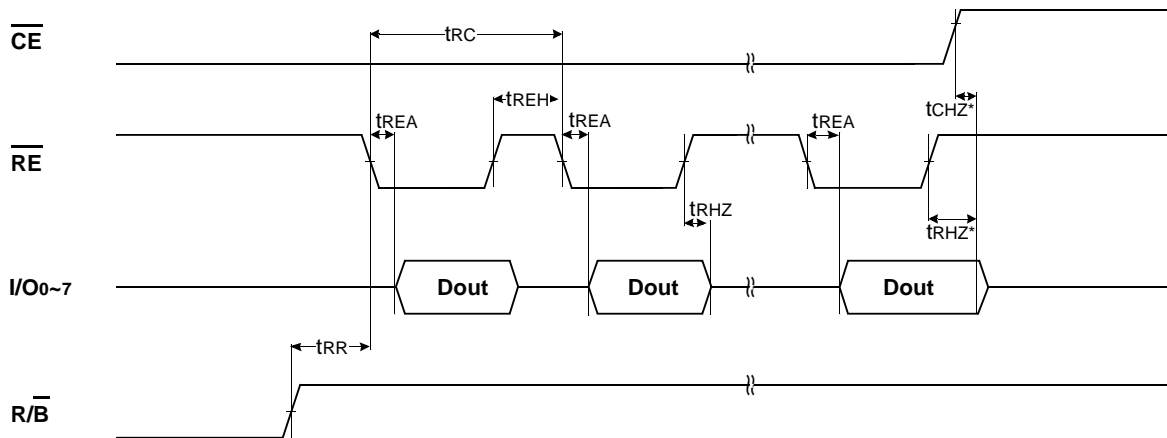 CE
tRC
tREH
tREA
tREA
tREA
tCHZ*
RE
tRHZ
tRHZ*
I/O0~7
Dout
Dout
Dout
tRR
R/B